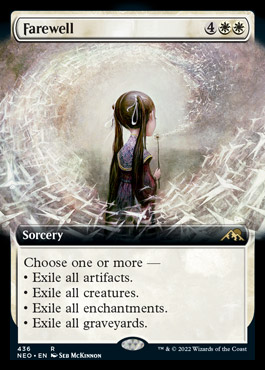 Farewell 4
Sorcery
Choose one or more —
• Exile all artifacts.
• Exile all creatures.
• Exile all enchantments.
• Exile all graveyards.
436 R
NEO • EN Seb McKinnon ™ & © 2022 Wizards of the Coast